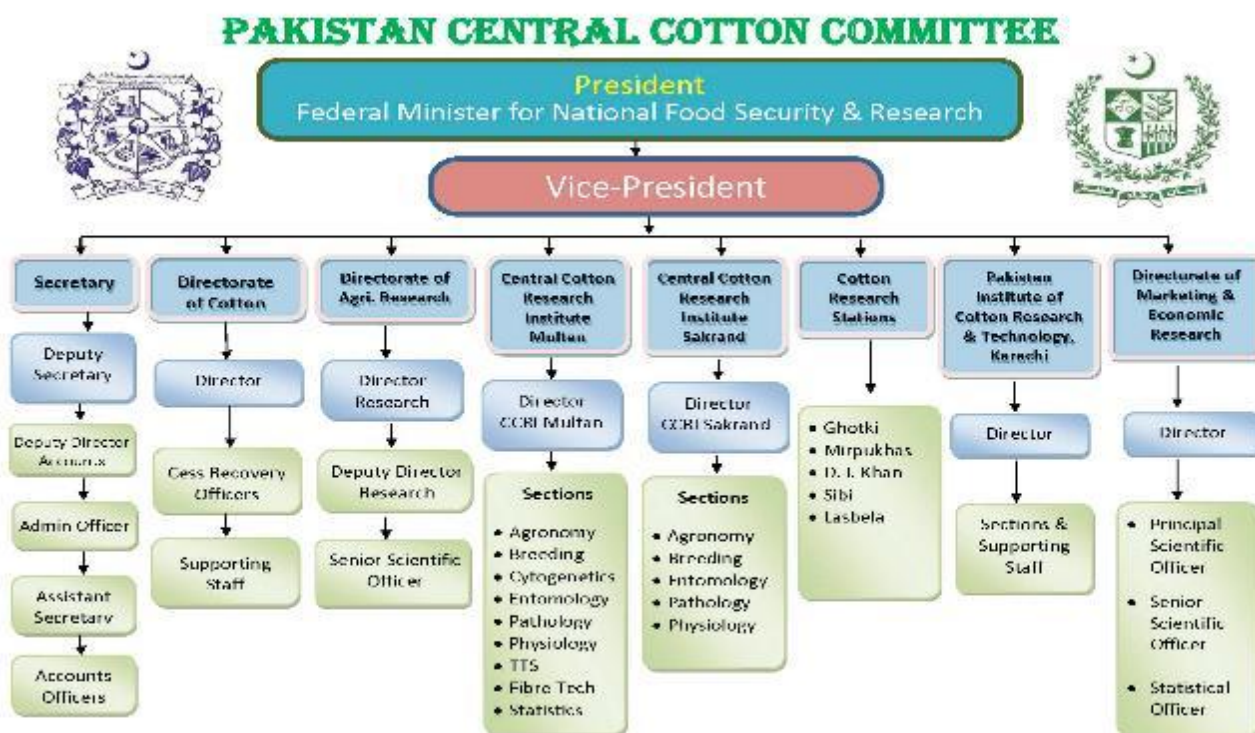 PAKISTAN CENTRAL COTTON COMMITTEE
President
Federal Minister for National Food Security & Research
Vice-President
Secretary
Deputy
Secretary
Deputy Director
Accounts
Admin Officer
Assistant
Secretary
Accounts
Officers
Directorate
of Cotton
Director
Cess Recovery
Officers
Supporting
Staff
Directorate of
Agri. Research
Director
Research
Deputy Director
Research
Senior Scientific
Officer
Central Cotton
Research
Institute
Multan
Director
CCRI Multan
Sections
• Agronomy
• Breeding
• Cytogenetics
• Entomology
• Pathology
• Physiology
• TTS
• Fibre Tech
• Statistics
Central Cotton
Research
Institute
Sakrand
Director
CCRI Sakrand
Sections
• Agronomy
• Breeding
• Entomology
• Pathology
• Physiology
Cotton
Research
Stations
• Ghotki
• Mirpukhas
• D. I. Khan
• Sibi
• Lasbela
Pakistan
Institute of
Cotton Research
& Technology,
Karachi
Director
Sections &
Supporting
Staff
Directorate of
Marketing &
Economic
Research
Director
• Principal
Scientific
Officer
• Senior
Scientific
Officer
• Statistical
Officer